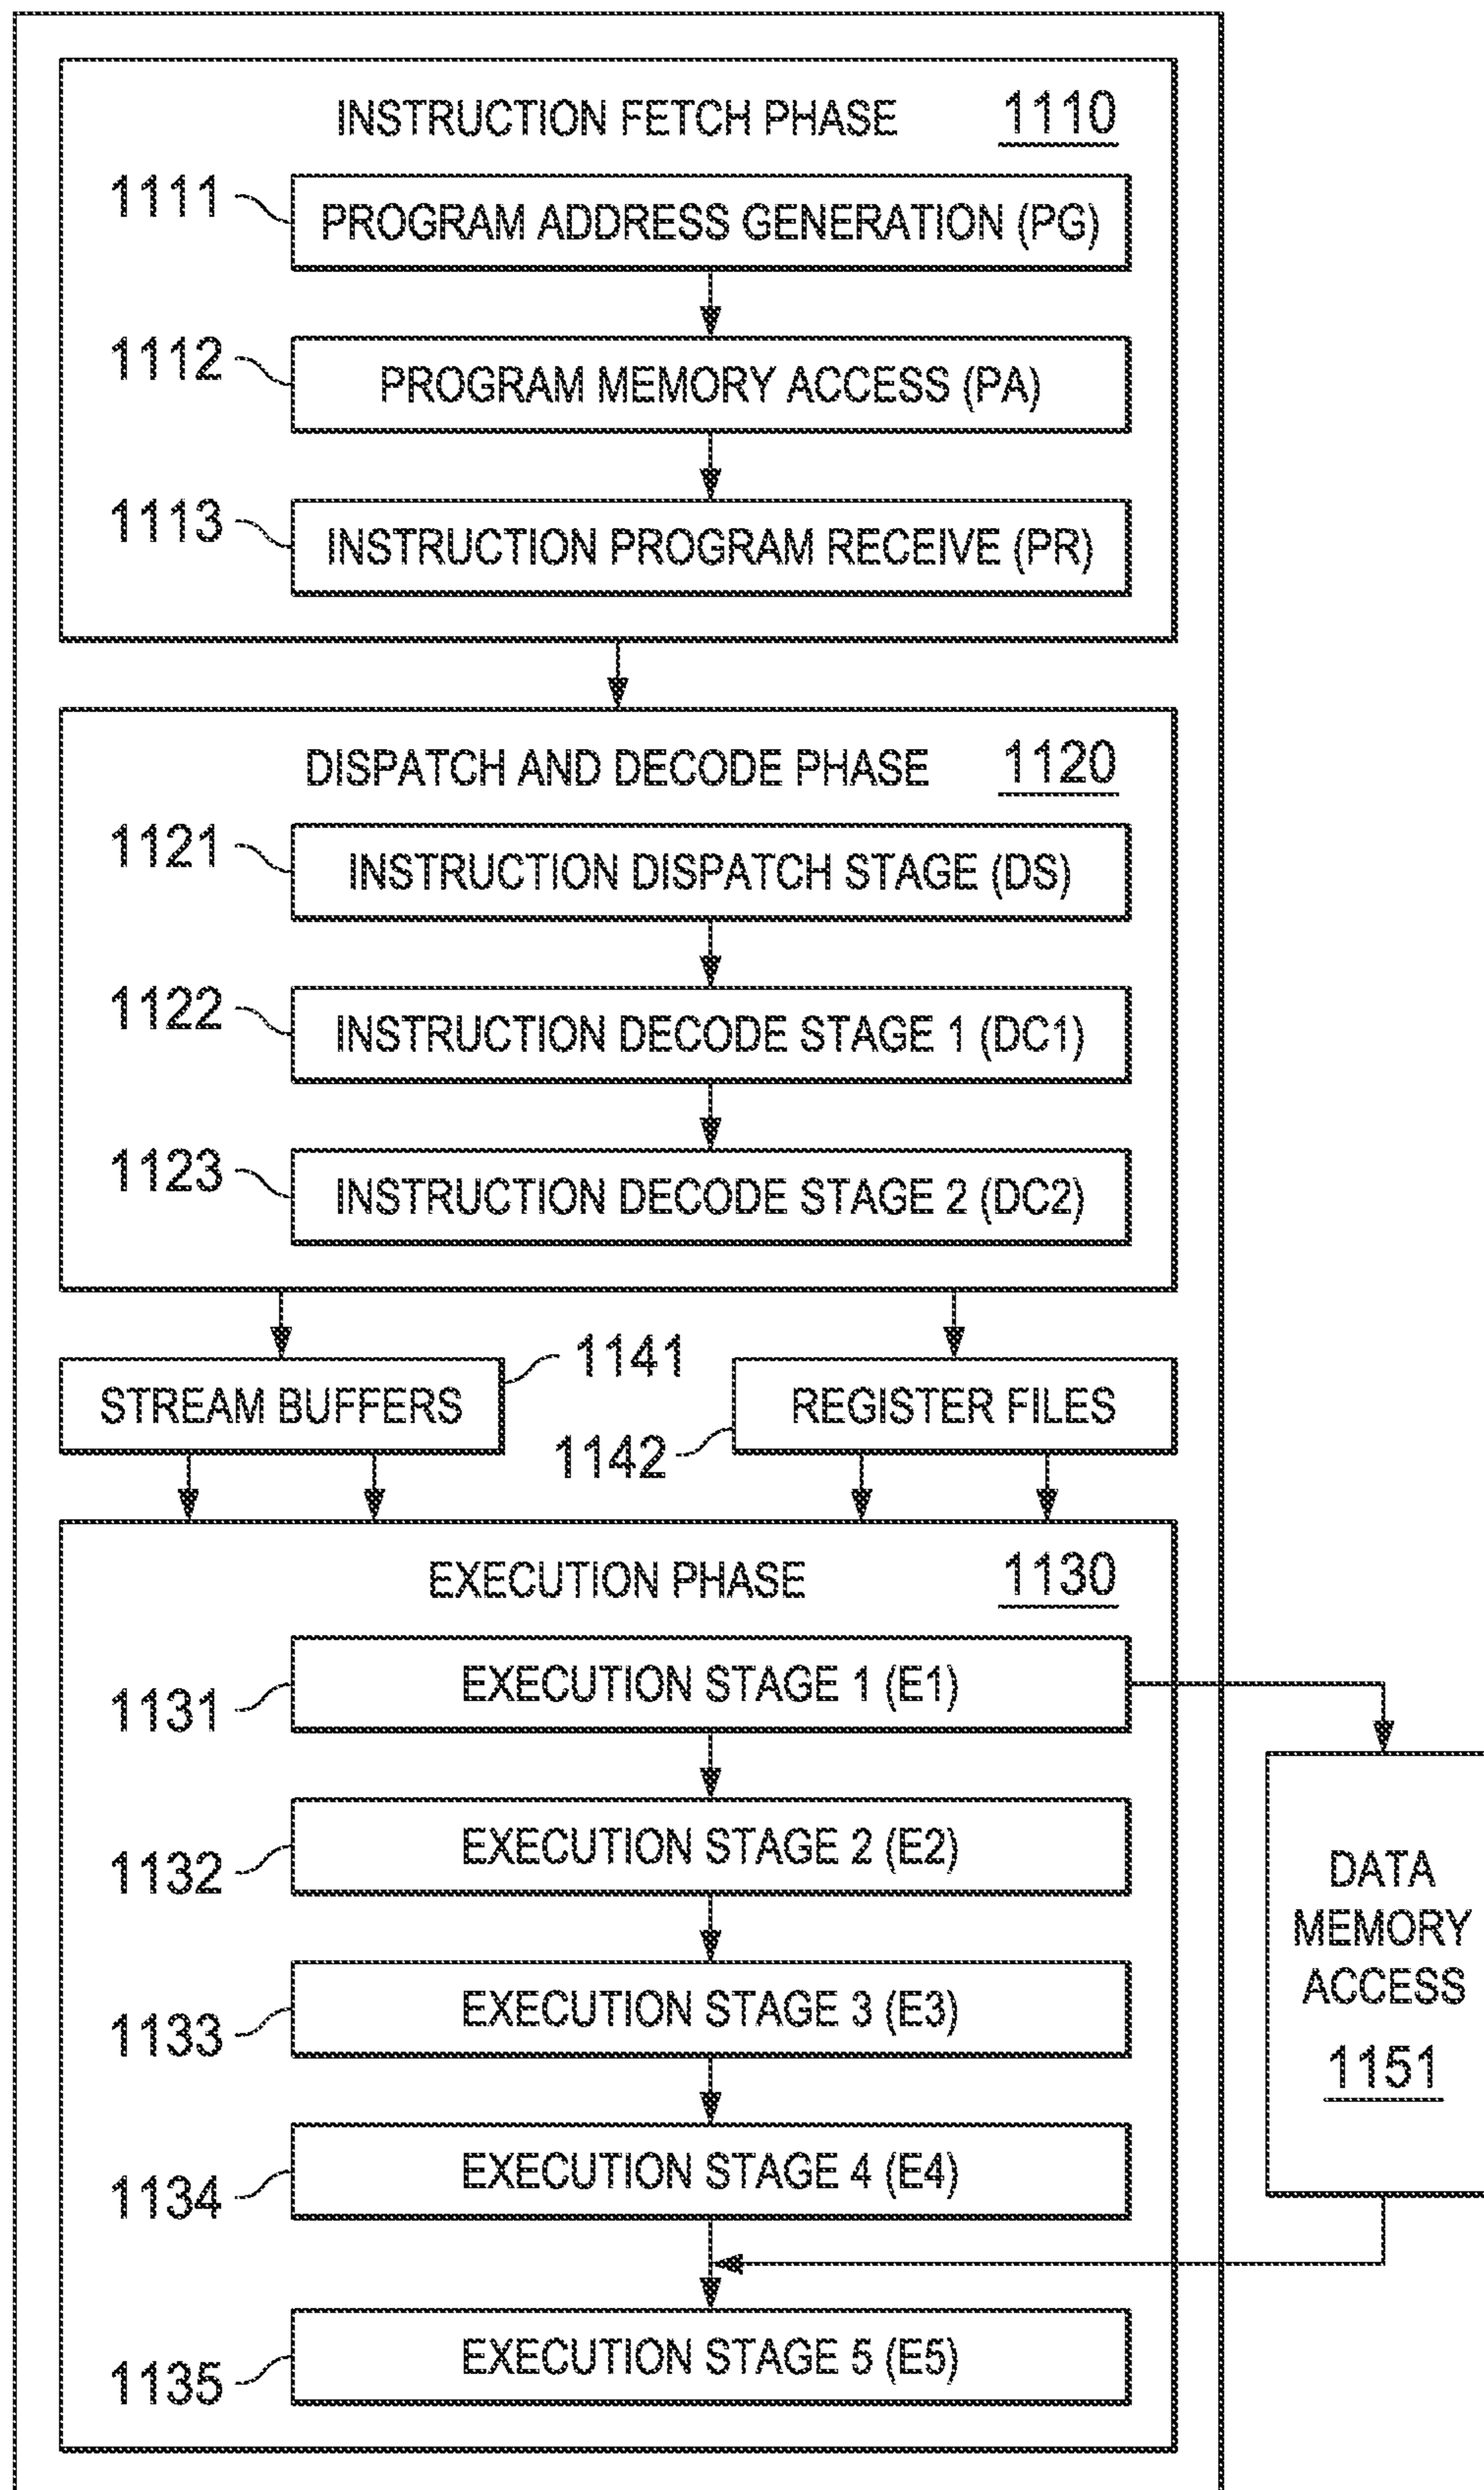 INSTRUCTION FETCH PHASE 1110
1111 PROGRAM ADDRESS GENERATION (PG)
1112 PROGRAM MEMORY ACCESS (PA)
1113 INSTRUCTION PROGRAM RECEIVE (PR)
DISPATCH AND DECODE PHASE 1120
1121 INSTRUCTION DISPATCH STAGE (DS)
1122 INSTRUCTION DECODE STAGE 1 (DC1)
1123 INSTRUCTION DECODE STAGE 2 (DC2)
STREAM BUFFERS 1141
1142 REGISTER FILES
EXECUTION PHASE 1130
1131 EXECUTION STAGE 1 (E1)
1132 EXECUTION STAGE 2 (E2)
1133 EXECUTION STAGE 3 (E3)
1134 EXECUTION STAGE 4 (E4)
1135 EXECUTION STAGE 5 (E5)
DATA
MEMORY
ACCESS
1151